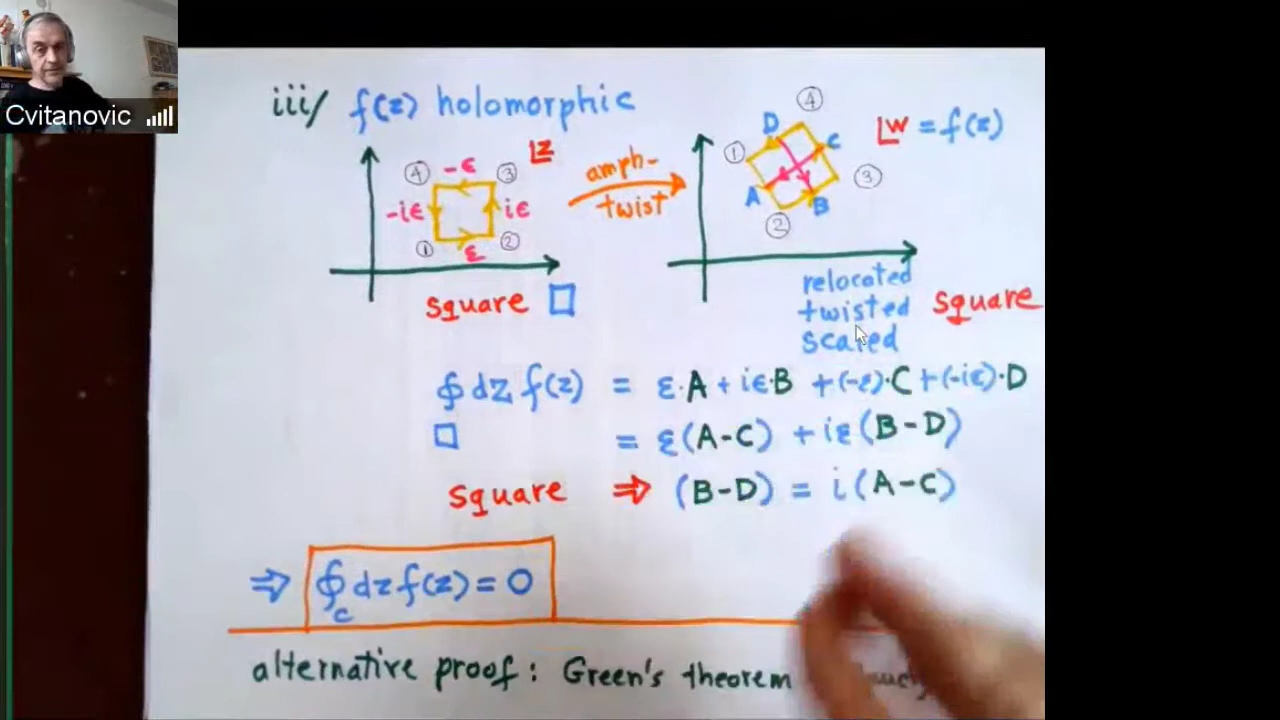 Cvitanovic
iii/ f(z) holomorphic
④ -ε ③ z
-iε iε
① ε ②
square
amph-
twist
④
D C
①
③
A B
②
w = f(z)
relocated
twisted
scaled
square
∮ dz f(z) = ε·A + iε·B + (-ε)·C + (-iε)·D
□ = ε(A-C) + iε(B-D)
square ⇒ (B-D) = i(A-C)
⇒ ∮c dz f(z) = 0
alternative proof: Green's theorem